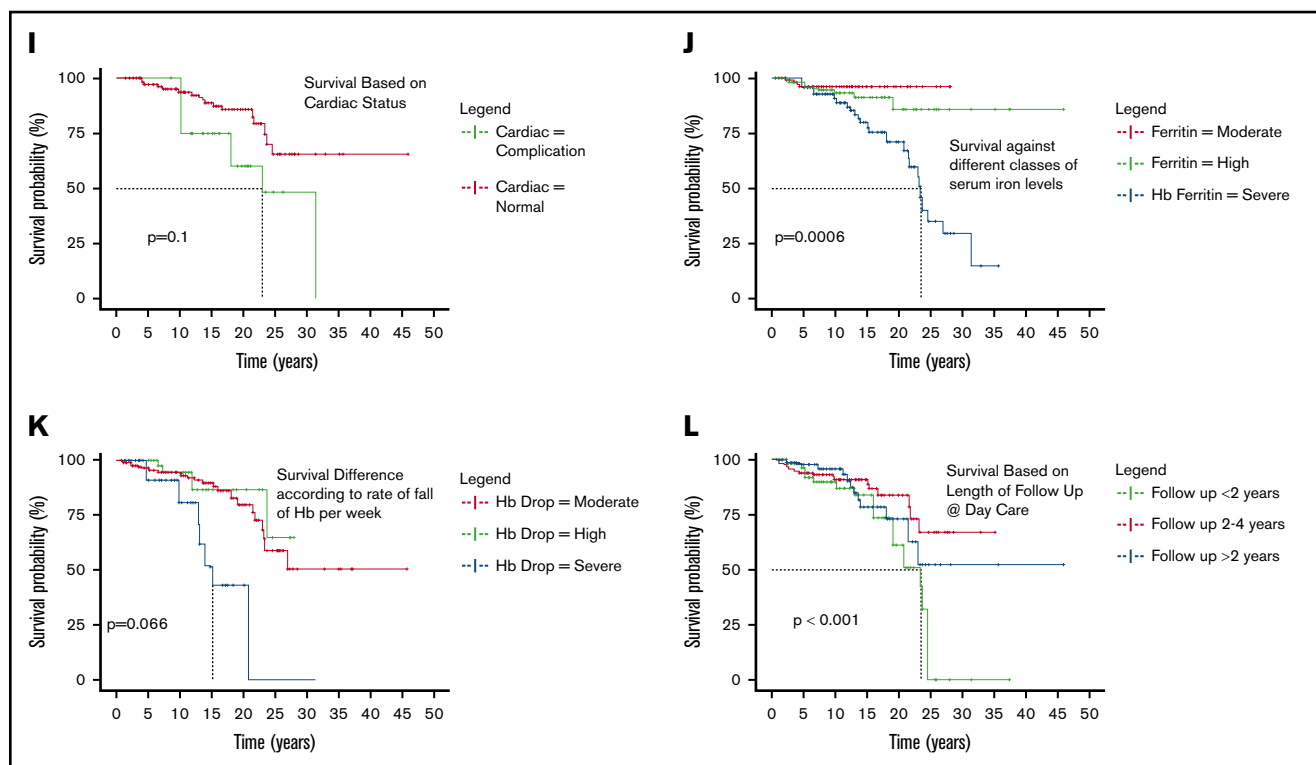 I
Survival Based on
Cardiac Status
Survival probability (%)
100
75
50
25
0
p=0.1
0 5 10 15 20 25 30 35 40 45 50
Time (years)
Legend
Cardiac =
Complication
Cardiac =
Normal
J
Survival probability (%)
100
75
50
25
0
Survival against
different classes of
serum iron levels
p=0.0006
0 5 10 15 20 25 30 35 40 45 50
Time (years)
Legend
Ferritin = Moderate
Ferritin = High
Hb Ferritin = Severe
K
Survival probability (%)
100
75
50
25
0
Survival Difference
according to rate of fall
of Hb per week
p=0.066
0 5 10 15 20 25 30 35 40 45 50
Time (years)
Legend
Hb Drop = Moderate
Hb Drop = High
Hb Drop = Severe
L
Survival probability (%)
100
75
50
25
0
Survival Based on
Length of Follow Up
@ Day Care
p < 0.001
0 5 10 15 20 25 30 35 40 45 50
Time (years)
Legend
Follow up <2 years
Follow up 2-4 years
Follow up >2 years